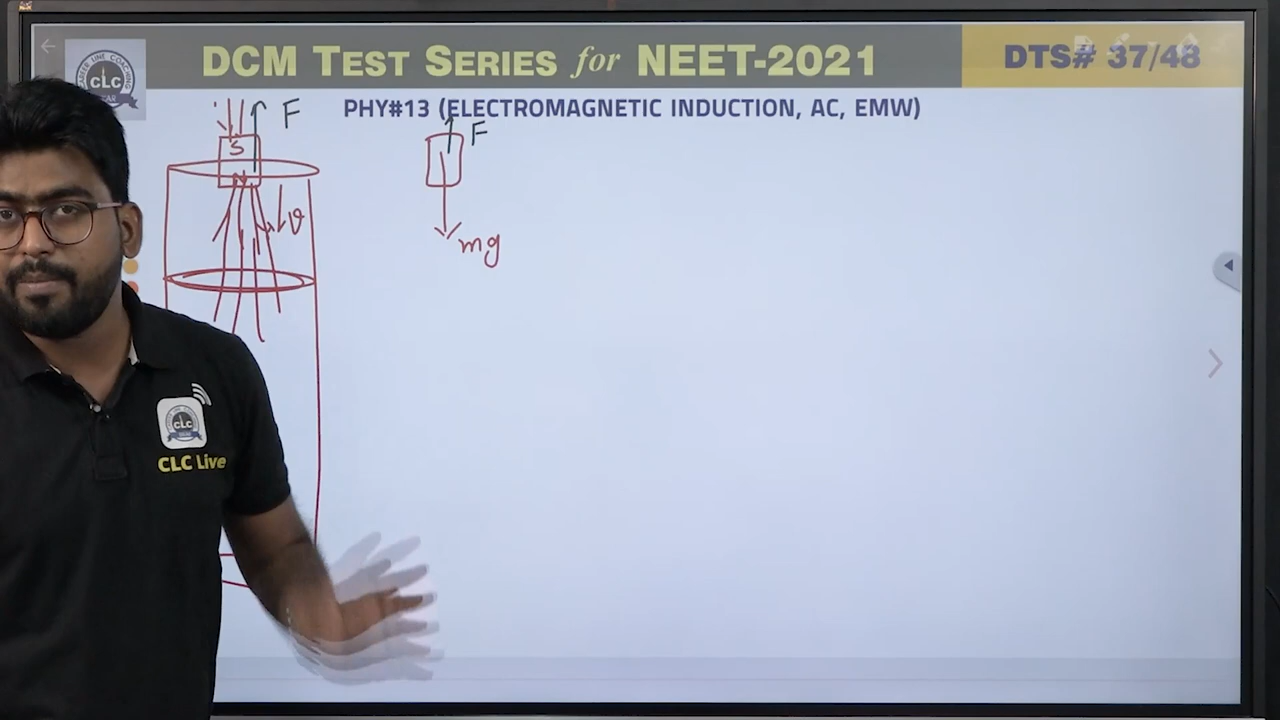 DCM TEST SERIES for NEET-2021
DTS# 37/48
CLC
PHY#13 (ELECTROMAGNETIC INDUCTION, AC, EMW)
F
F
S
N
v
mg
CLC
CLC Live